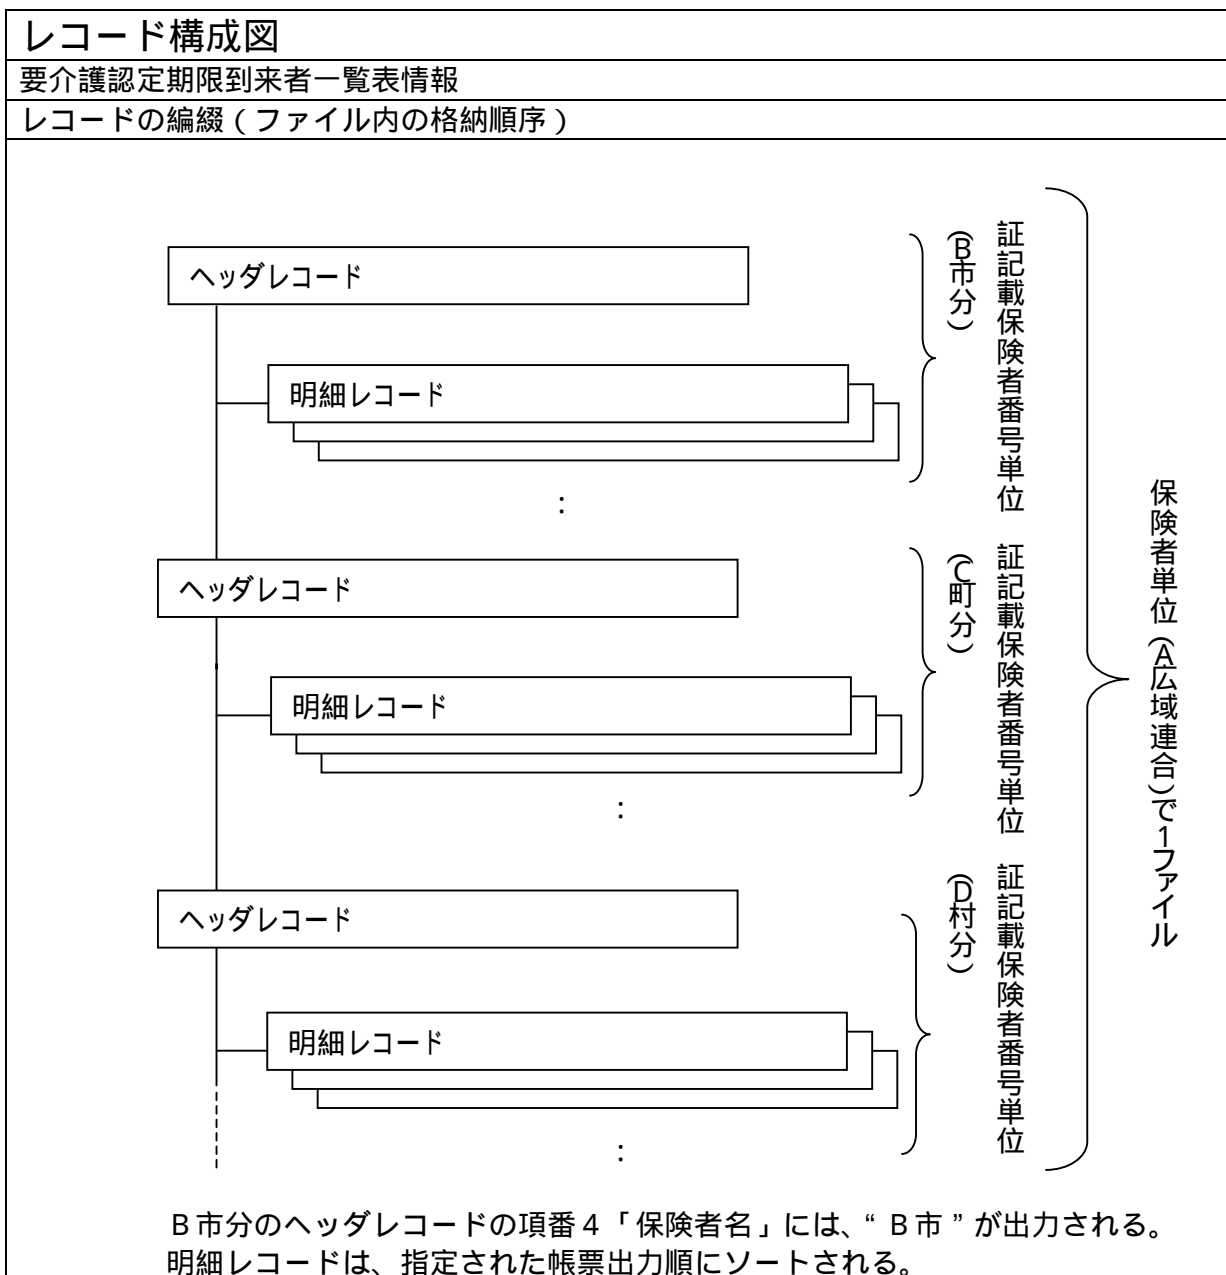 レコード構成図
要介護認定期限到来者一覧表情報
レコードの編綴（ファイル内の格納順序）
ヘッダレコード
明細レコード
：
証記載保険者番号単位
（B市分）
ヘッダレコード
明細レコード
：
証記載保険者番号単位
（C町分）
ヘッダレコード
明細レコード
：
証記載保険者番号単位
（D村分）
保険者単位（A広域連合）で1ファイル
Ｂ市分のヘッダレコードの項番４「保険者名」には、“Ｂ市”が出力される。
明細レコードは、指定された帳票出力順にソートされる。